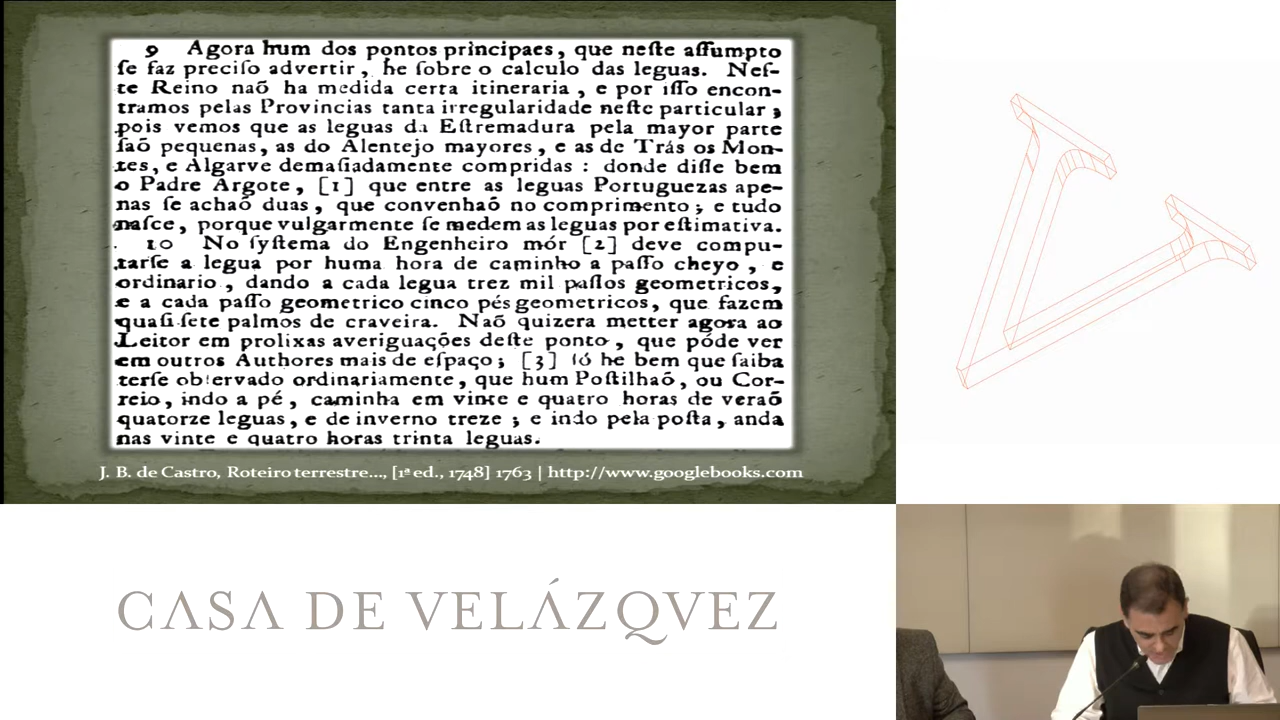 9 Agora hum dos pontos principaes, que neſte aſſumpto
ſe faz preciſo advertir, he ſobre o calculo das leguas. Neſ-
te Reino naõ ha medida certa itineraria, e por iſſo encon-
tramos pelas Provincias tanta irregularidade neſte particular,
pois vemos que as leguas da Eſtremadura pela mayor parte
ſaõ pequenas, as do Alentejo mayores, e as de Trás os Mon-
tes, e Algarve demaſiadamente compridas: donde diſſe bem
o Padre Argote, [1] que entre as leguas Portuguezas ape-
nas ſe achaõ duas, que convenhaõ no comprimento; e tudo
naſce, porque vulgarmente ſe medem as leguas por eſtimativa.
10 No ſyſtema do Engenheiro mór [2] deve compu-
tarſe a legua por huma hora de caminho a paſſo cheyo, e
ordinario, dando a cada legua trez mil paſſos geometricos,
e a cada paſſo geometrico cinco pés geometricos, que fazem
quaſi ſete palmos de craveira. Naõ quizera metter agora ao
Leitor em prolixas averiguações deſte ponto, que póde ver
em outros Authores mais de eſpaço; [3] ſó he bem que ſaiba
terſe obſervado ordinariamente, que hum Poſtilhaõ, ou Cor-
reio, indo a pé, caminha em vinte e quatro horas de veraõ
quatorze leguas, e de inverno treze; e indo pela poſta, anda
nas vinte e quatro horas trinta leguas.
J. B. de Castro, Roteiro terrestre..., [1ª ed., 1748] 1763 | http://www.googlebooks.com
CASA DE VELÁZQVEZ